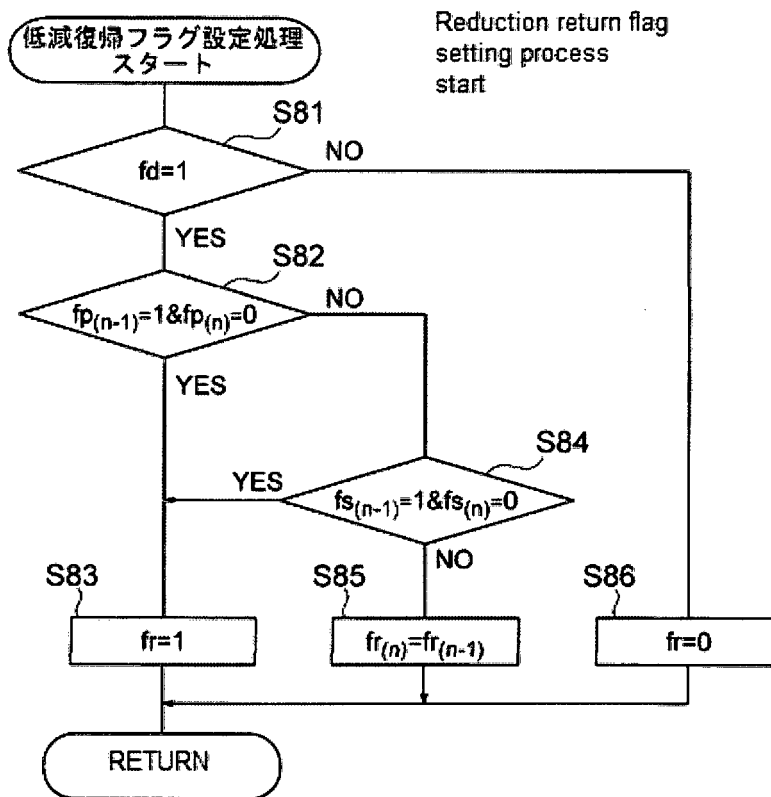 低減復帰フラグ設定処理
スタート
Reduction return flag
setting process
start
S81
fd=1
NO
YES
S82
fp(n-1)=1&fp(n)=0
NO
YES
S84
YES
fs(n-1)=1&fs(n)=0
NO
S83
fr=1
S85
fr(n)=fr(n-1)
S86
fr=0
RETURN